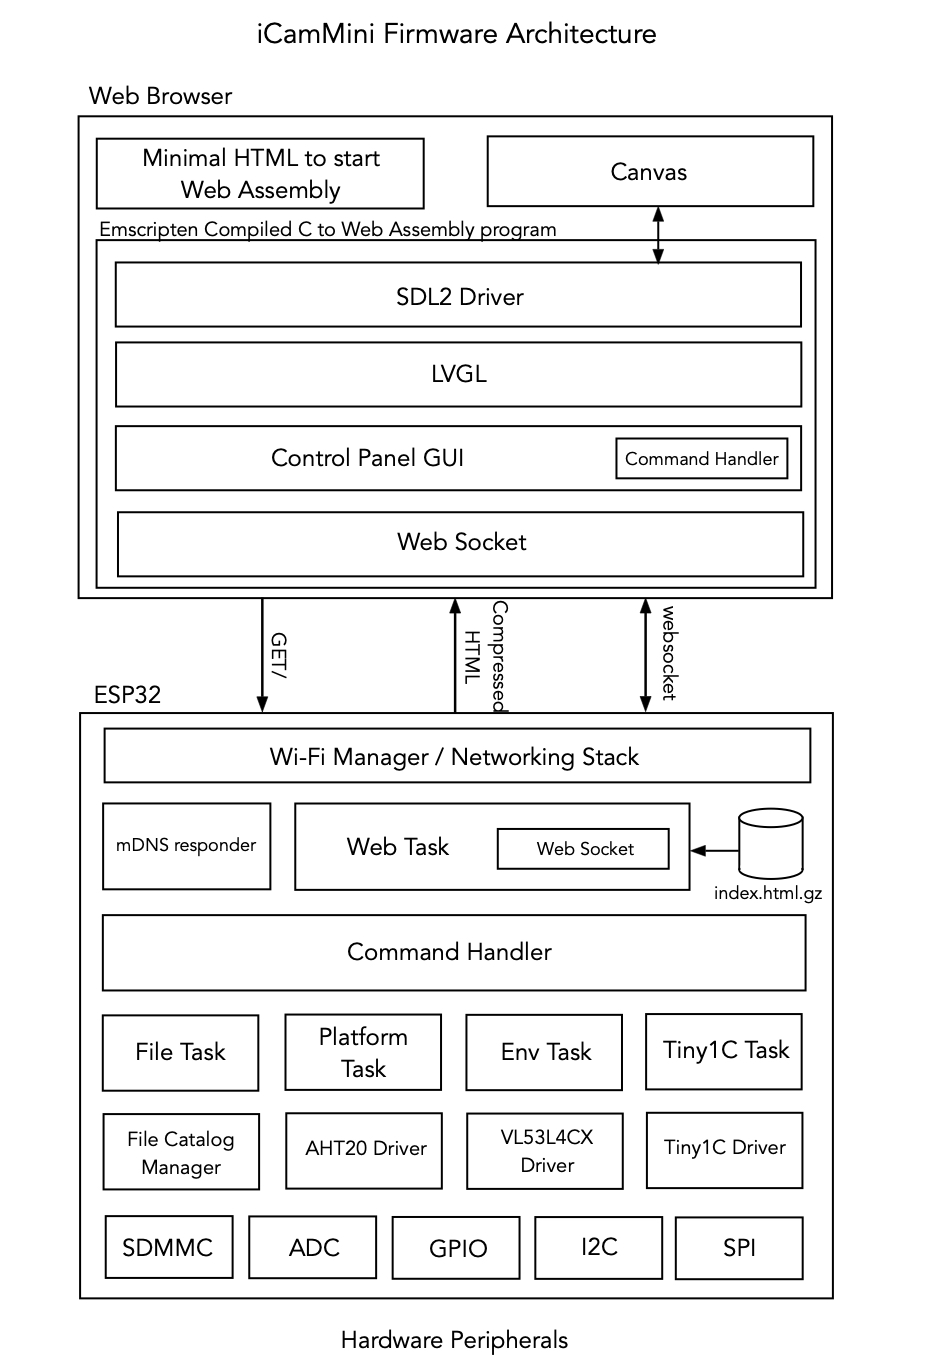 iCamMini Firmware Architecture
Web Browser
Minimal HTML to start
Web Assembly
Canvas
Emscripten Compiled C to Web Assembly program
SDL2 Driver
LVGL
Control Panel GUI
Command Handler
Web Socket
GET/
Compressed
HTML
websocket
ESP32
Wi-Fi Manager / Networking Stack
mDNS responder
Web Task
Web Socket
index.html.gz
Command Handler
File Task
Platform
Task
Env Task
Tiny1C Task
File Catalog
Manager
AHT20 Driver
VL53L4CX
Driver
Tiny1C Driver
SDMMC
ADC
GPIO
I2C
SPI
Hardware Peripherals